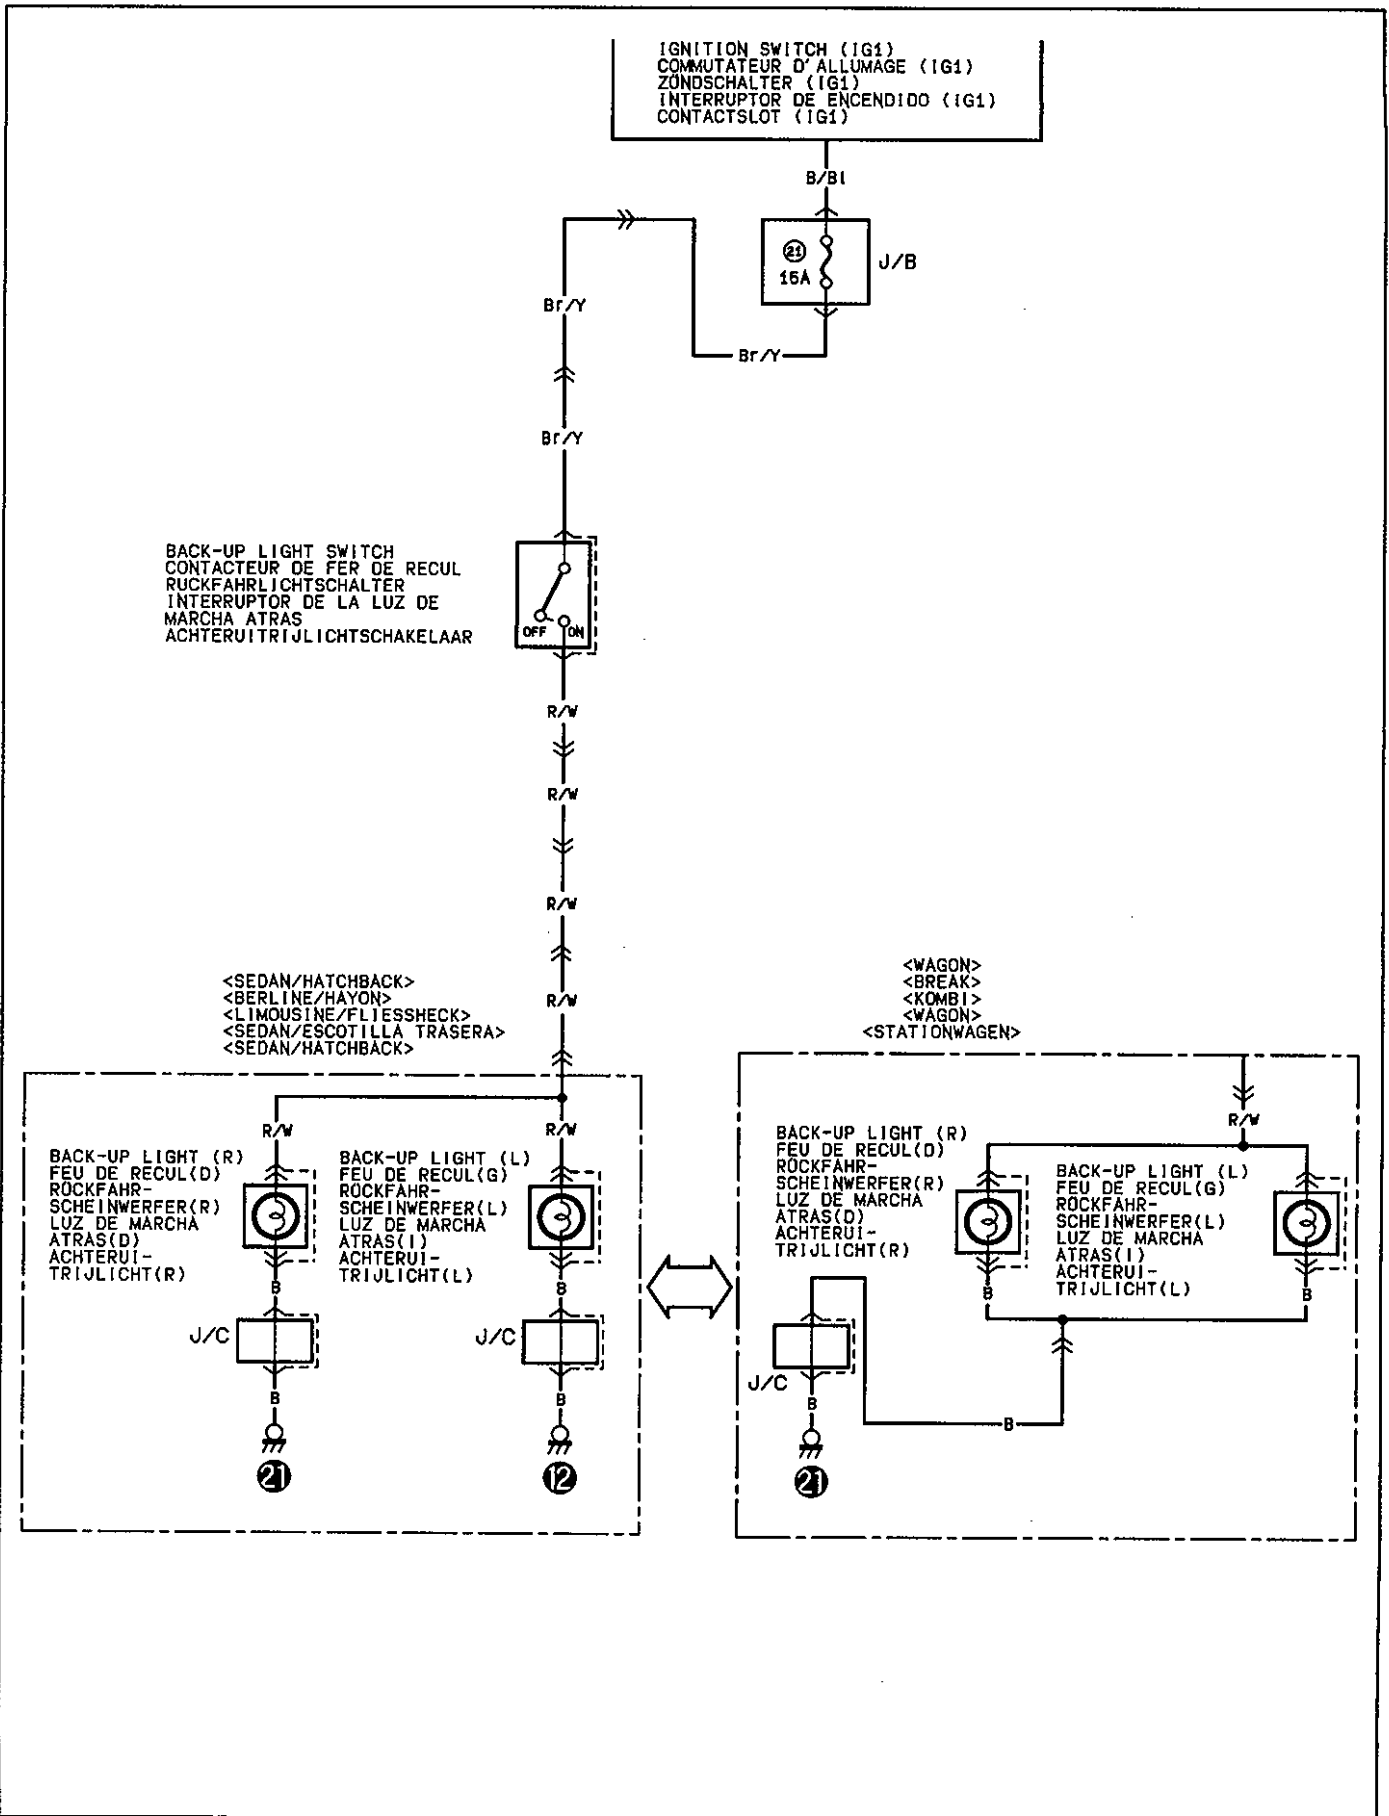 IGNITION SWITCH (IG1)
COMMUTATEUR D'ALLUMAGE (IG1)
ZÖNDSCHALTER (IG1)
INTERRUPTOR DE ENCENDIDO (IG1)
CONTACTSLOT (IG1)
B/Bl
21
15A
J/B
Br/Y
Br/Y
Br/Y
BACK-UP LIGHT SWITCH
CONTACTEUR DE FER DE RECUL
RUCKFAHRLICHTSCHALTER
INTERRUPTOR DE LA LUZ DE
MARCHA ATRAS
ACHTERUITRIJLICHTSCHAKELAAR
OFF ON
R/W
R/W
R/W
R/W
<SEDAN/HATCHBACK>
<BERLINE/HAYON>
<LIMOUSINE/FLIESSHECK>
<SEDAN/ESCOTILLA TRASERA>
<SEDAN/HATCHBACK>
R/W
R/W
BACK-UP LIGHT (R)
FEU DE RECUL(D)
RÖCKFAHR-
SCHEINWERFER(R)
LUZ DE MARCHA
ATRAS(D)
ACHTERUI-
TRIJLICHT(R)
BACK-UP LIGHT (L)
FEU DE RECUL(G)
RÖCKFAHR-
SCHEINWERFER(L)
LUZ DE MARCHA
ATRAS(I)
ACHTERUI-
TRIJLICHT(L)
B
B
J/C
J/C
B
B
21
12
<WAGON>
<BREAK>
<KOMBI>
<WAGON>
<STATIONWAGEN>
R/W
BACK-UP LIGHT (R)
FEU DE RECUL(D)
RÖCKFAHR-
SCHEINWERFER(R)
LUZ DE MARCHA
ATRAS(D)
ACHTERUI-
TRIJLICHT(R)
BACK-UP LIGHT (L)
FEU DE RECUL(G)
RÖCKFAHR-
SCHEINWERFER(L)
LUZ DE MARCHA
ATRAS(I)
ACHTERUI-
TRIJLICHT(L)
B
B
J/C
B
B
21